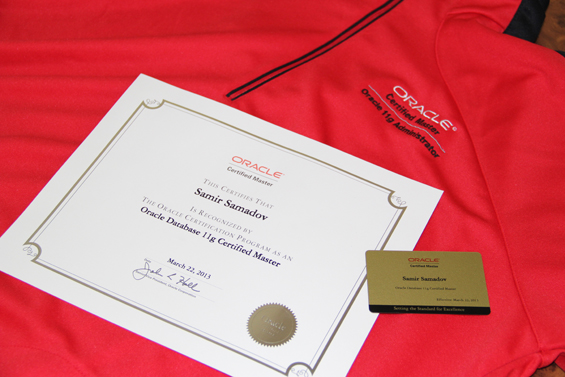 ORACLE
Certified Master
THIS CERTIFIES THAT
Samir Samadov
IS RECOGNIZED BY
THE ORACLE CERTIFICATION PROGRAM AS AN
Oracle Database 11g Certified Master
March 22, 2013
ORACLE®
Certified Master
Oracle 11g Administrator
ORACLE
Certified Master
Samir Samadov
Oracle Database 11g Certified Master
Setting the Standard for Excellence